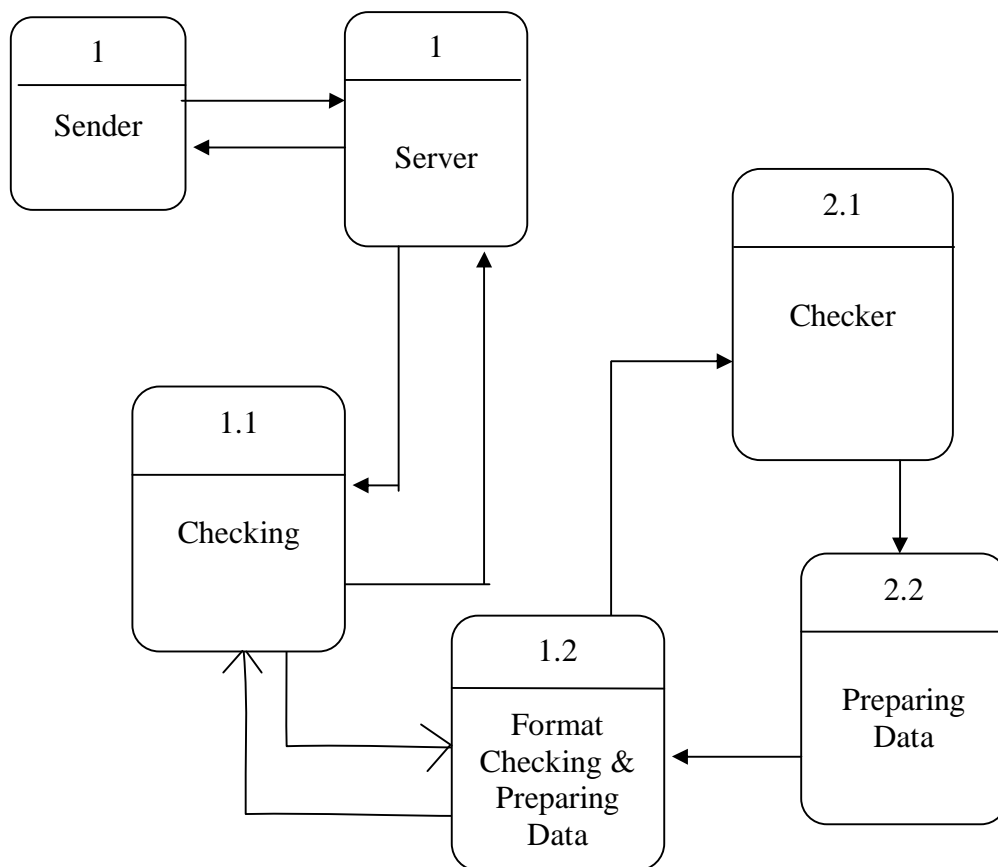 1
Sender
1
Server
2.1
Checker
1.1
Checking
2.2
Preparing
Data
1.2
Format
Checking &
Preparing
Data